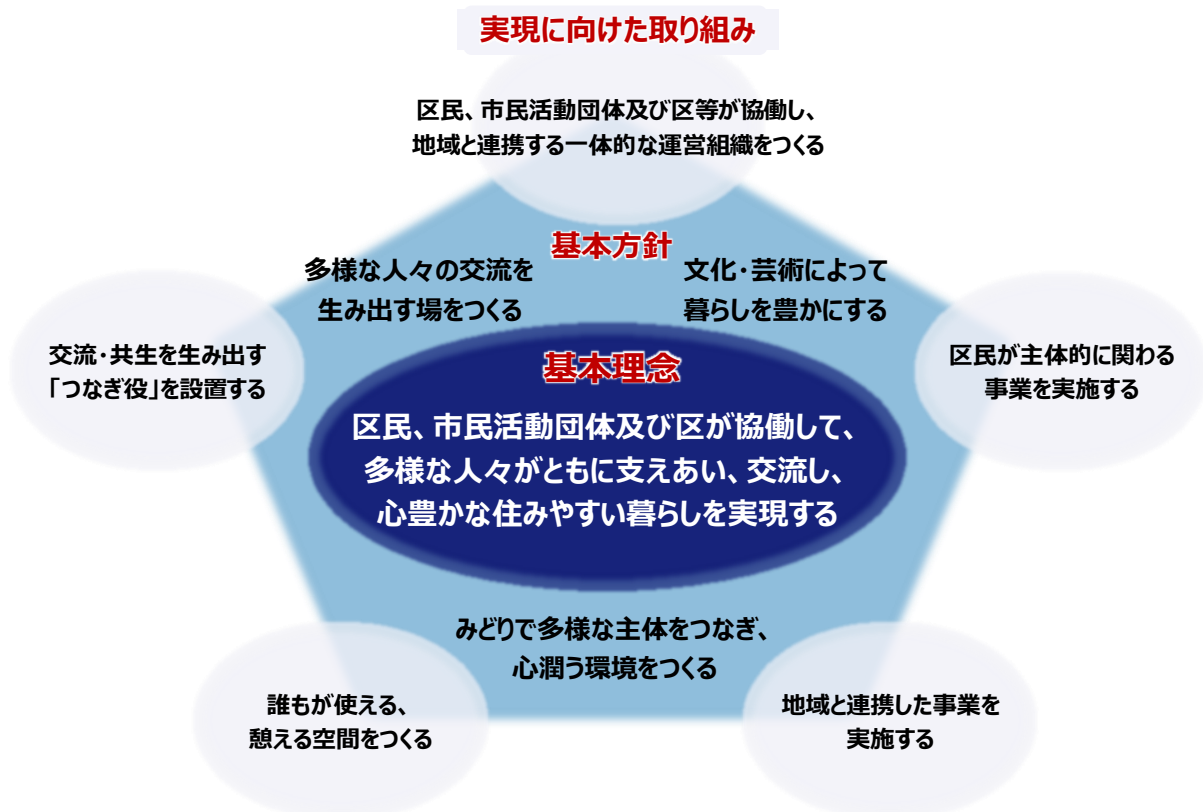 実現に向けた取り組み
区民、市民活動団体及び区等が協働し、
地域と連携する一体的な運営組織をつくる
基本方針
多様な人々の交流を
生み出す場をつくる
文化・芸術によって
暮らしを豊かにする
交流・共生を生み出す
「つなぎ役」を設置する
区民が主体的に関わる
事業を実施する
基本理念
区民、市民活動団体及び区が協働して、
多様な人々がともに支えあい、交流し、
心豊かな住みやすい暮らしを実現する
みどりで多様な主体をつなぎ、
心潤う環境をつくる
誰もが使える、
憩える空間をつくる
地域と連携した事業を
実施する